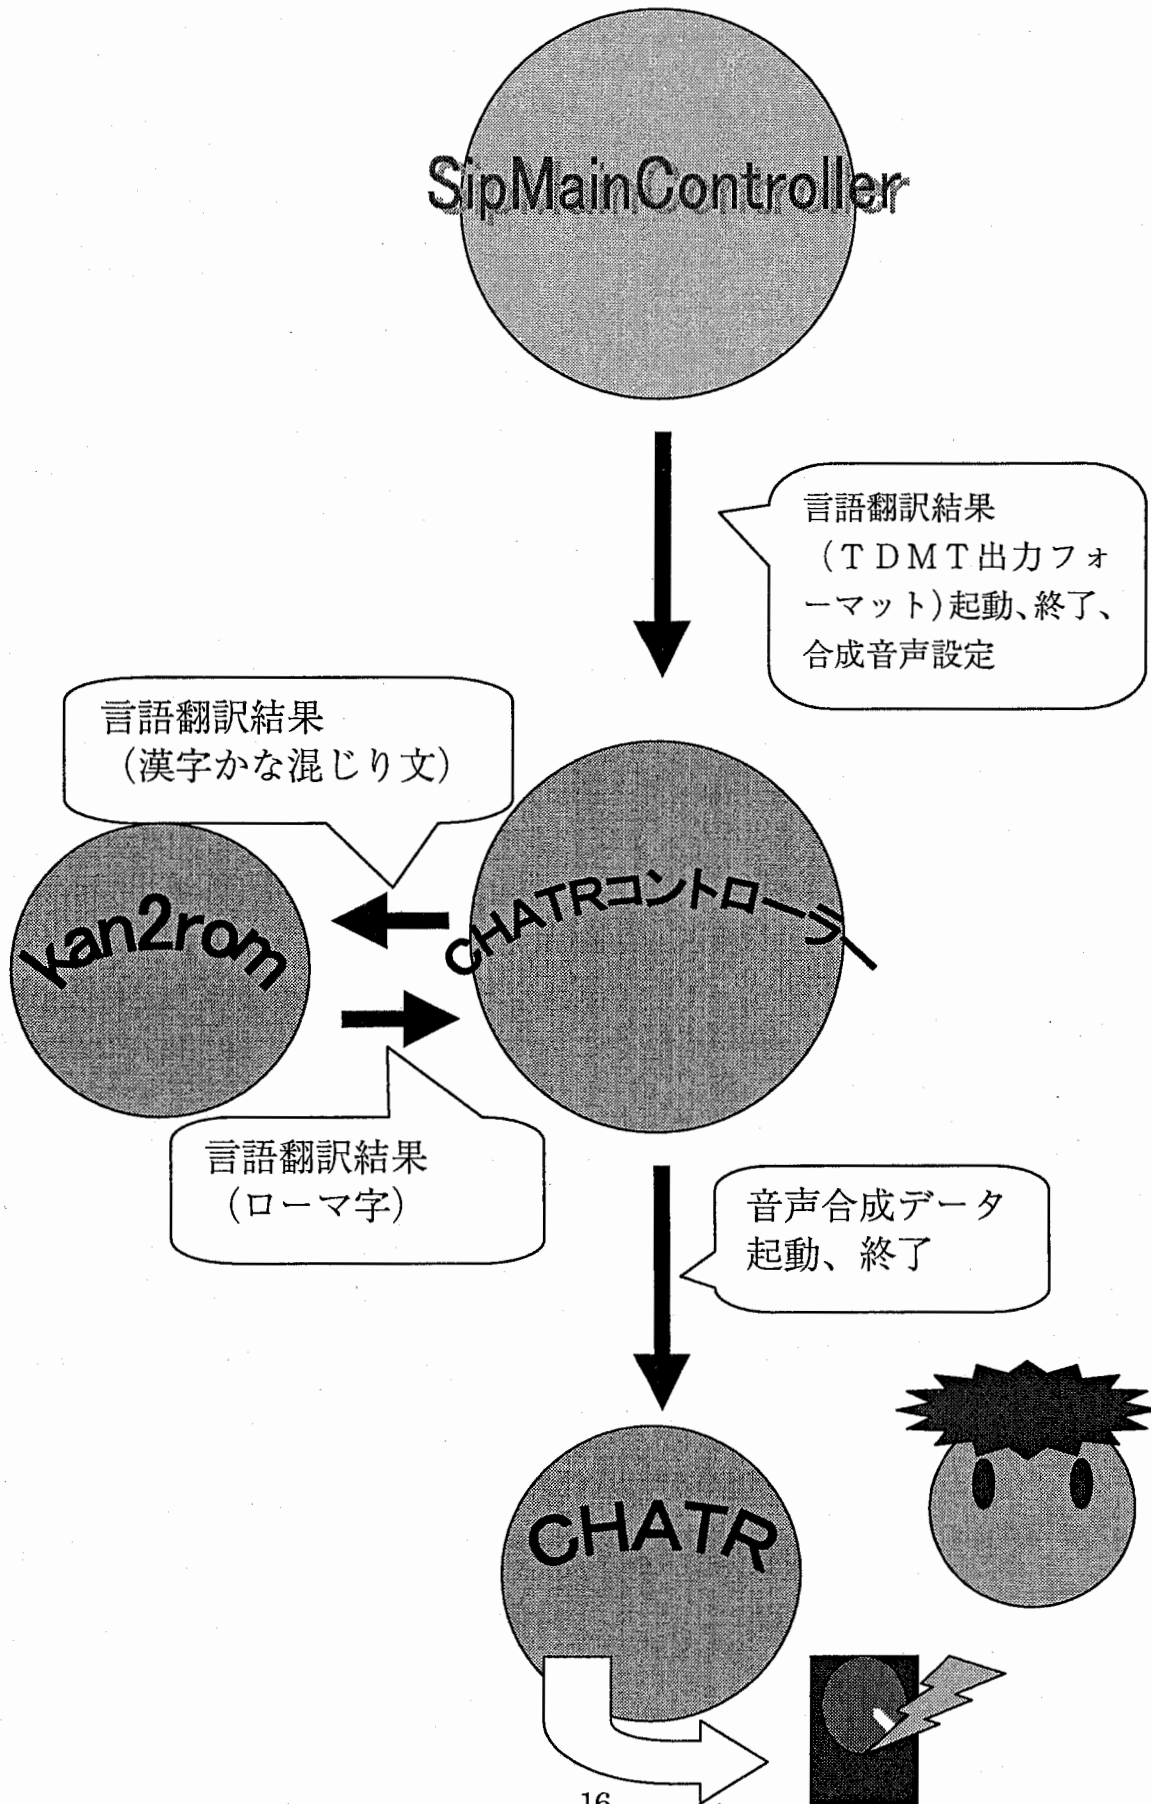 SipMainController
言語翻訳結果
（ＴＤＭＴ出力フォ
ーマット）起動、終了、
合成音声設定
言語翻訳結果
（漢字かな混じり文）
CHATRコントローラー
kan2rom
言語翻訳結果
（ローマ字）
音声合成データ
起動、終了
CHATR
16